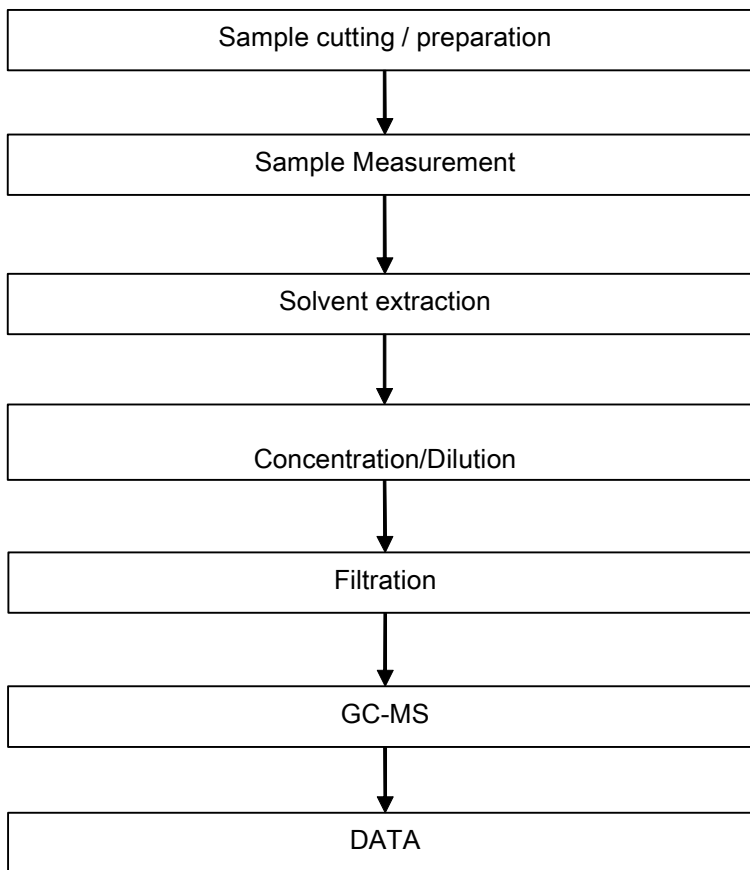 Sample cutting / preparation
Sample Measurement
Solvent extraction
Concentration/Dilution
Filtration
GC-MS
DATA